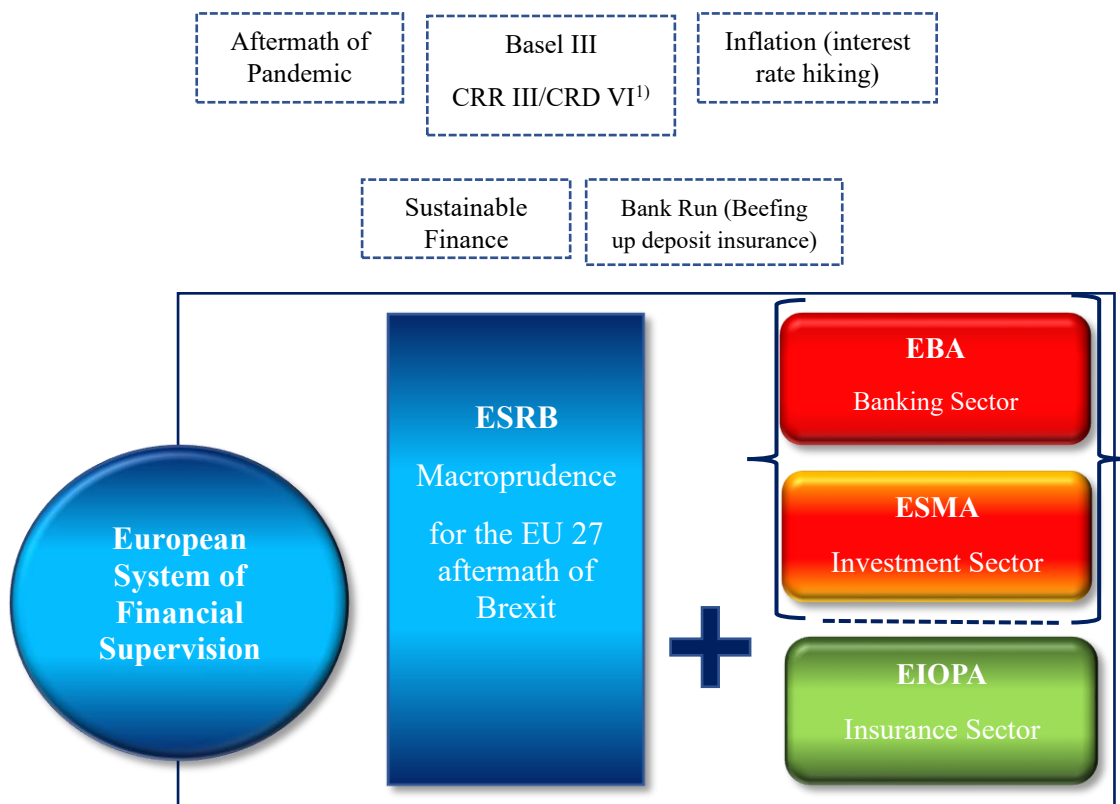 Aftermath of
Pandemic
Basel III
CRR III/CRD VI1)
Inflation (interest
rate hiking)
Sustainable
Finance
Bank Run (Beefing
up deposit insurance)
European
System of
Financial
Supervision
ESRB
Macroprudence
for the EU 27
aftermath of
Brexit
EBA
Banking Sector
ESMA
Investment Sector
EIOPA
Insurance Sector